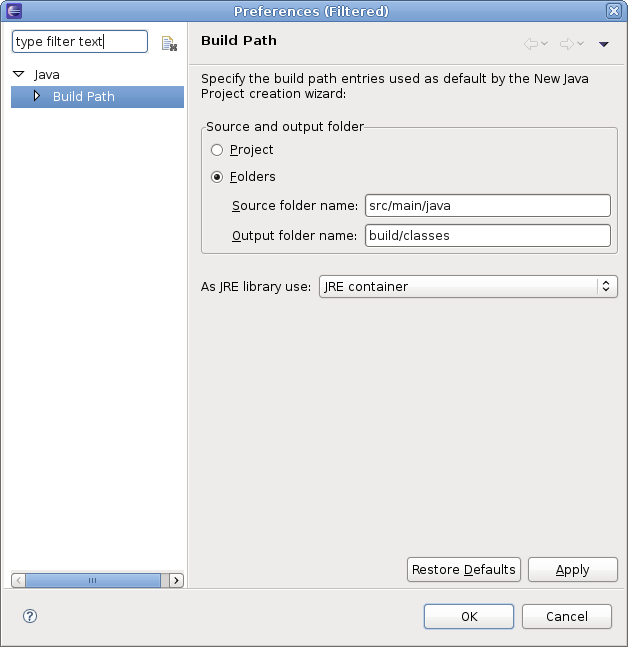 Preferences (Filtered)
type filter text
Java
Build Path
Build Path
Specify the build path entries used as default by the New Java
Project creation wizard:
Source and output folder
Project
Folders
Source folder name: src/main/java
Output folder name: build/classes
As JRE library use: JRE container
Restore Defaults Apply
? OK Cancel